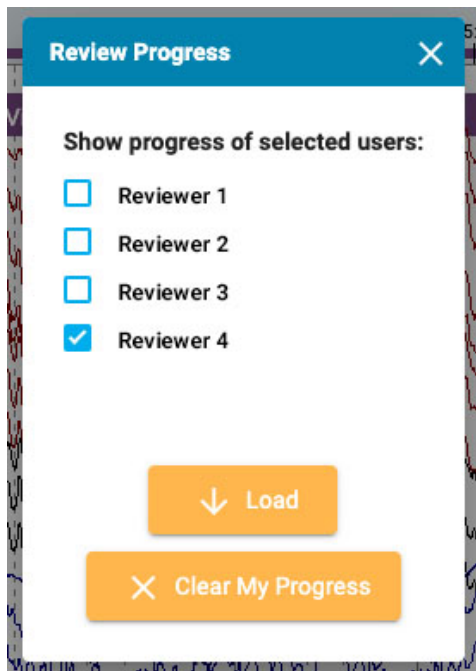 Review Progress
Show progress of selected users:
Reviewer 1
Reviewer 2
Reviewer 3
Reviewer 4
Load
Clear My Progress